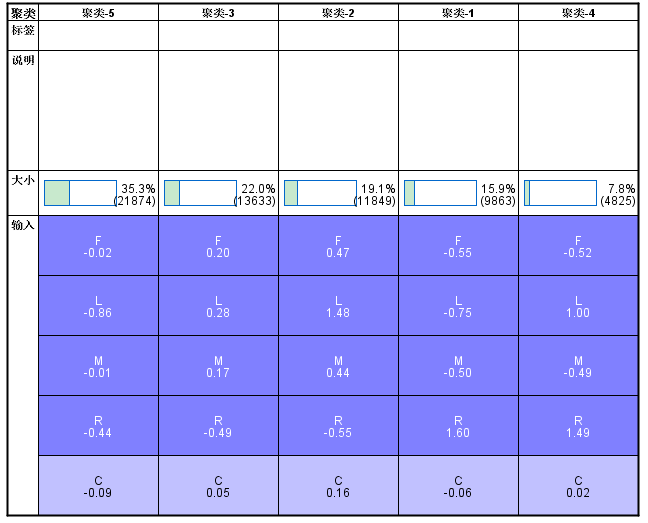 聚类 聚类-5 聚类-3 聚类-2 聚类-1 聚类-4
标签
说明
大小 35.3% 22.0% 19.1% 15.9% 7.8%
(21874) (13633) (11849) (9863) (4825)
输入
F F F F F
-0.02 0.20 0.47 -0.55 -0.52
L L L L L
-0.86 0.28 1.48 -0.75 1.00
M M M M M
-0.01 0.17 0.44 -0.50 -0.49
R R R R R
-0.44 -0.49 -0.55 1.60 1.49
C C C C C
-0.09 0.05 0.16 -0.06 0.02